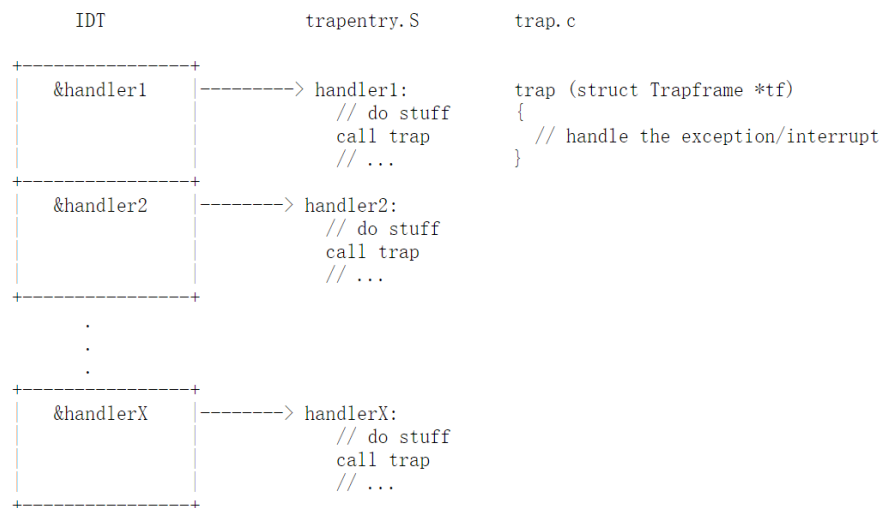 IDT trapentry.S trap.c
+----------------+
| &handler1 |---------> handler1: trap (struct Trapframe *tf)
| | // do stuff {
| | call trap // handle the exception/interrupt
| | // ... }
+----------------+
| &handler2 |--------> handler2:
| | // do stuff
| | call trap
| | // ...
+----------------+
.
.
.
+----------------+
| &handlerX |--------> handlerX:
| | // do stuff
| | call trap
| | // ...
+----------------+